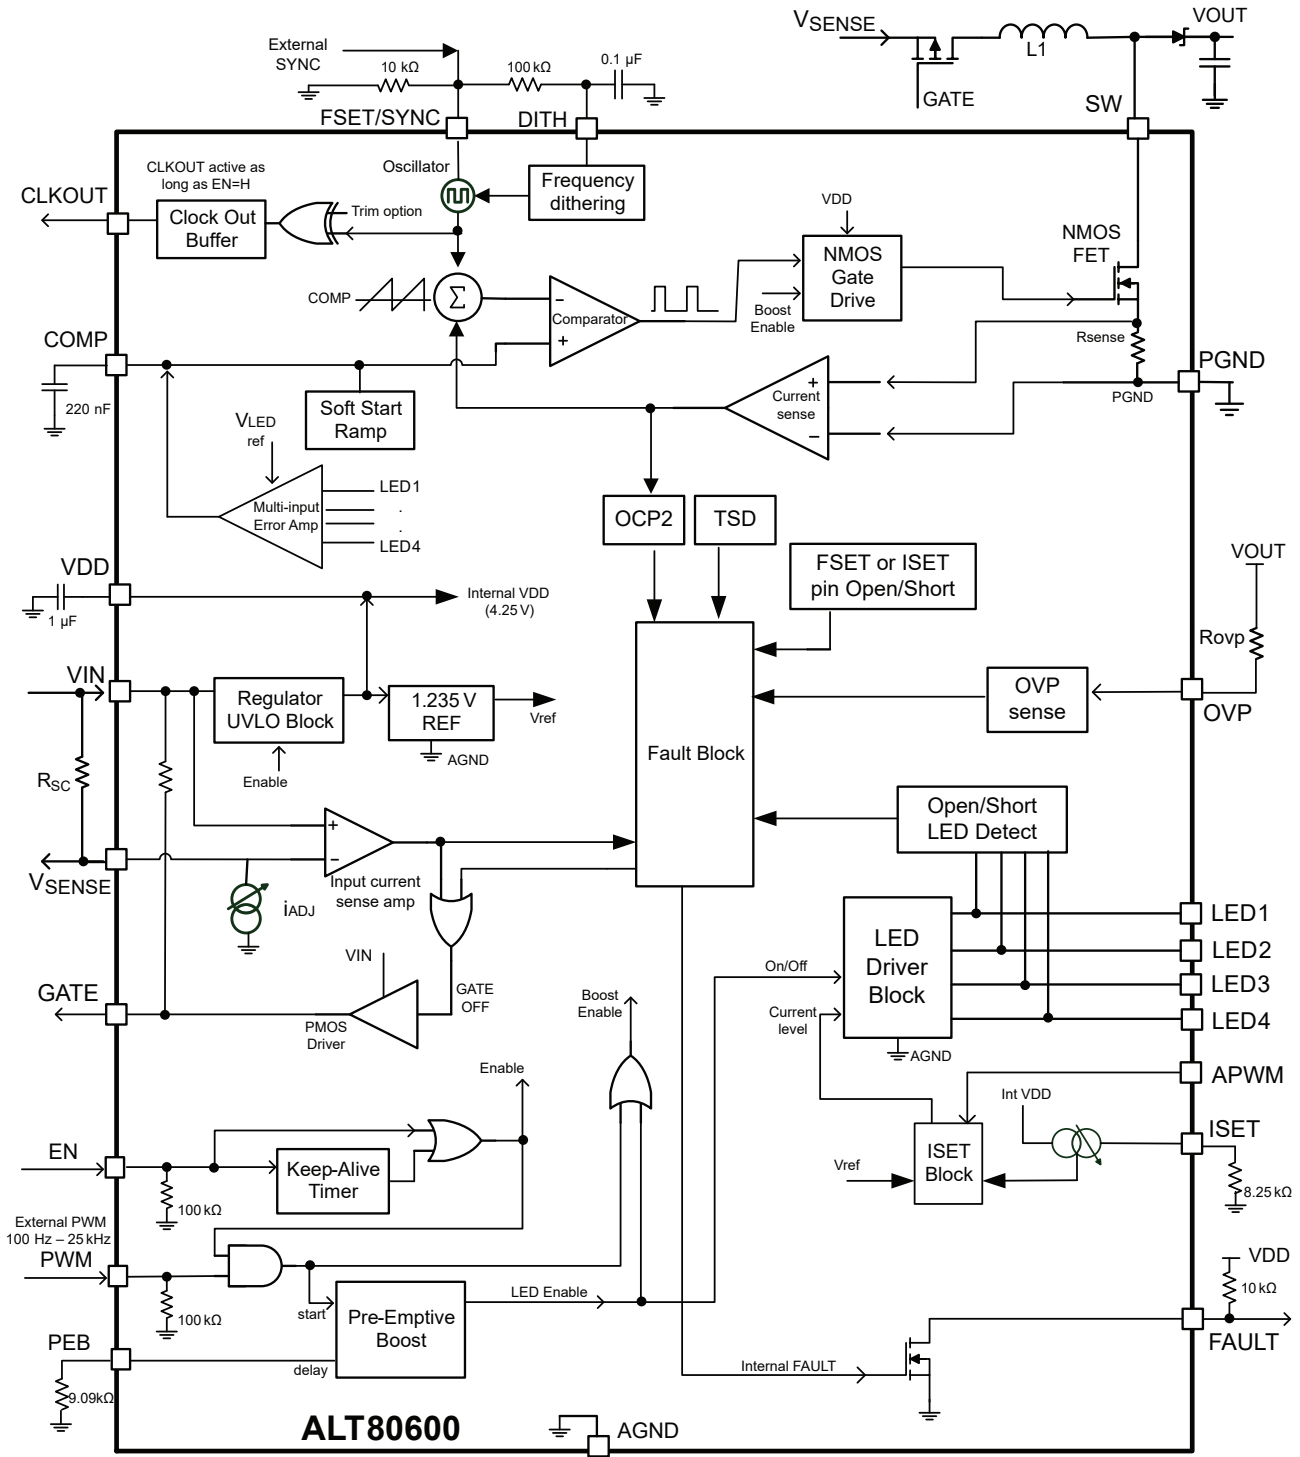 VSENSE
VOUT
L1
GATE
SW
External
SYNC
10 kΩ
100 kΩ
0.1 µF
FSET/SYNC
DITH
CLKOUT active as
long as EN=H
Oscillator
CLKOUT
Clock Out
Buffer
Trim option
Frequency
dithering
VDD
NMOS
Gate
Drive
NMOS
FET
COMP
Σ
–
Comparator
+
Boost
Enable
Rsense
COMP
PGND
PGND
220 nF
Soft Start
Ramp
+
Current
sense
–
VLED
ref
Multi-input
Error Amp
LED1
.
.
LED4
OCP2
TSD
FSET or ISET
pin Open/Short
VOUT
VDD
1 µF
Internal VDD
(4.25 V)
Rovp
VIN
Regulator
UVLO Block
1.235 V
REF
Vref
AGND
Enable
OVP
sense
OVP
Fault Block
RSC
+
–
Input current
sense amp
Open/Short
LED Detect
VSENSE
iADJ
LED
Driver
Block
LED1
LED2
LED3
LED4
VIN
On/Off
GATE
PMOS
Driver
GATE
OFF
Boost
Enable
Current
level
AGND
APWM
Enable
Int VDD
EN
Keep-Alive
Timer
100 kΩ
ISET
Block
Vref
ISET
8.25 kΩ
External PWM
100 Hz – 25 kHz
PWM
100 kΩ
start
Pre-Emptive
Boost
LED Enable
VDD
10 kΩ
PEB
delay
9.09kΩ
Internal FAULT
FAULT
ALT80600
AGND